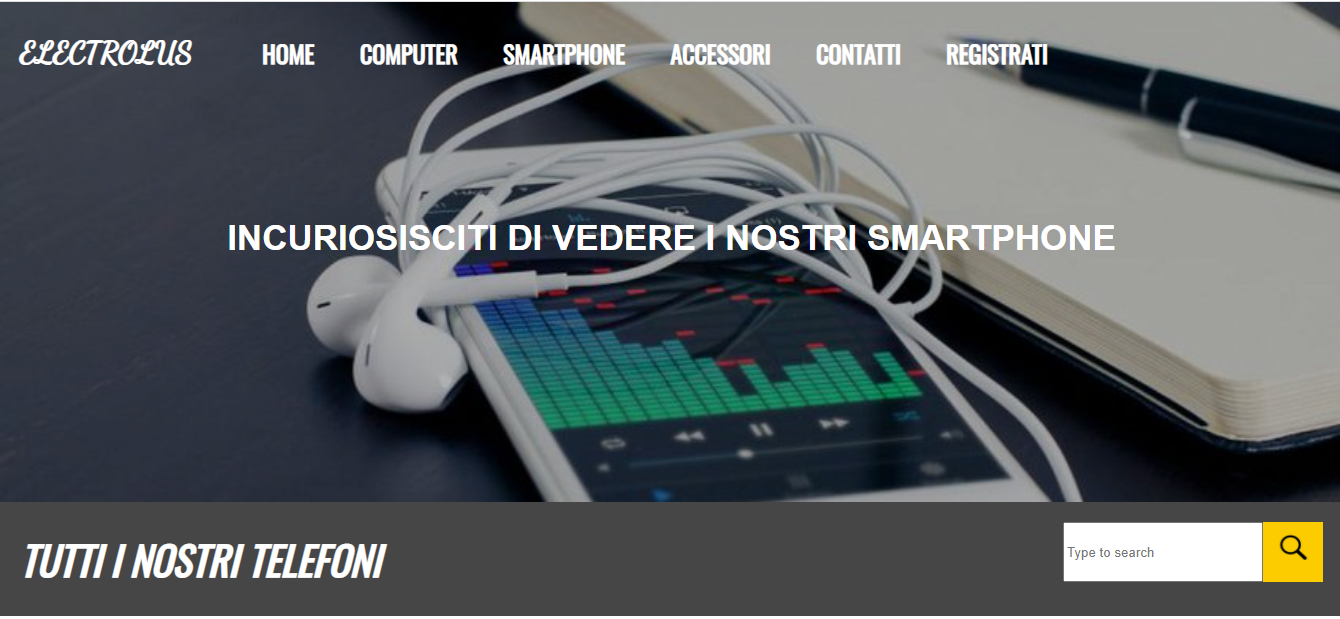 ELECTROLUS HOME COMPUTER SMARTPHONE ACCESSORI CONTATTI REGISTRATI
INCURIOSISCITI DI VEDERE I NOSTRI SMARTPHONE
TUTTI I NOSTRI TELEFONI
Type to search